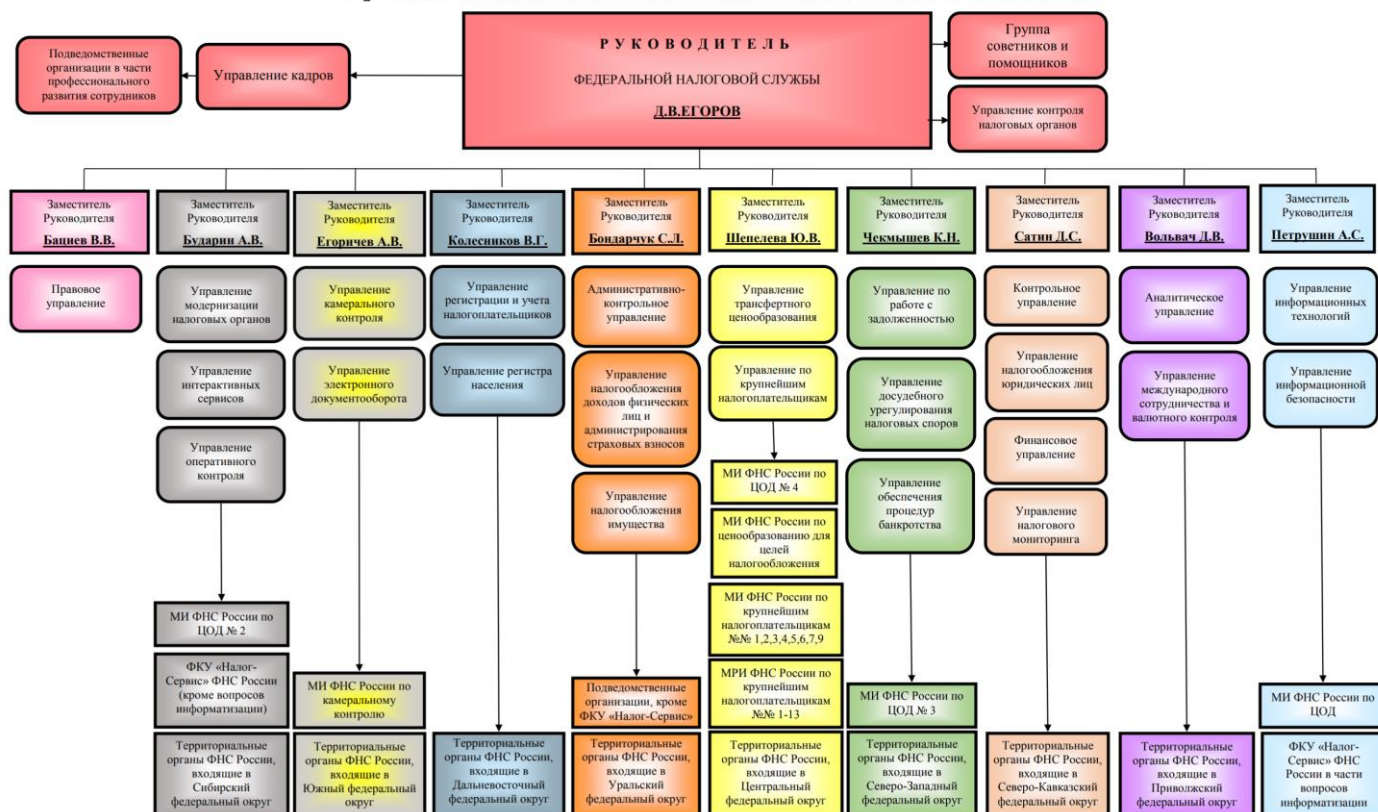 Р У К О В О Д И Т Е Л Ь
ФЕДЕРАЛЬНОЙ НАЛОГОВОЙ СЛУЖБЫ
Д.В.ЕГОРОВ
Подведомственные
организации в части
профессионального
развития сотрудников
Управление кадров
Группа
советников и
помощников
Управление контроля
налоговых органов
Заместитель
Руководителя
Бациев В.В.
Правовое
управление
Заместитель
Руководителя
Бударин А.В.
Управление
модернизации
налоговых органов
Управление
интерактивных
сервисов
Управление
оперативного
контроля
МИ ФНС России по
ЦОД № 2
ФКУ «Налог-
Сервис» ФНС России
(кроме вопросов
информатизации)
Территориальные
органы ФНС России,
входящие в
Сибирский
федеральный округ
Заместитель
Руководителя
Егоричев А.В.
Управление
камерального
контроля
Управление
электронного
документооборота
МИ ФНС России по
камеральному
контролю
Территориальные
органы ФНС России,
входящие в
Южный федеральный
округ
Заместитель
Руководителя
Колесников В.Г.
Управление
регистрации и учета
налогоплательщиков
Управление регистра
населения
Территориальные
органы ФНС России,
входящие в
Дальневосточный
федеральный округ
Заместитель
Руководителя
Бондарчук С.Л.
Административно-
контрольное
управление
Управление
налогообложения
доходов физических
лиц и
администрирования
страховых взносов
Управление
налогообложения
имущества
Подведомственные
организации, кроме
ФКУ «Налог-Сервис»
Территориальные
органы ФНС России,
входящие в
Уральский
федеральный округ
Заместитель
Руководителя
Шепелева Ю.В.
Управление
трансфертного
ценообразования
Управление по
крупнейшим
налогоплательщикам
МИ ФНС России по
ЦОД № 4
МИ ФНС России по
ценообразованию для
целей
налогообложения
МИ ФНС России по
крупнейшим
налогоплательщикам
№№ 1,2,3,4,5,6,7,9
МРИ ФНС России по
крупнейшим
налогоплательщикам
№№ 1-13
Территориальные
органы ФНС России,
входящие в
Центральный
федеральный округ
Заместитель
Руководителя
Чекмышев К.Н.
Управление по
работе с
задолженностью
Управление
досудебного
урегулирования
налоговых споров
Управление
обеспечения
процедур
банкротства
МИ ФНС России по
ЦОД № 3
Территориальные
органы ФНС России,
входящие в
Северо-Западный
федеральный округ
Заместитель
Руководителя
Сатин Д.С.
Контрольное
управление
Управление
налогообложения
юридических лиц
Финансовое
управление
Управление
налогового
мониторинга
Территориальные
органы ФНС России,
входящие в
Северо-Кавказский
федеральный округ
Заместитель
Руководителя
Вольвач Д.В.
Аналитическое
управление
Управление
международного
сотрудничества и
валютного контроля
Территориальные
органы ФНС России,
входящие в
Приволжский
федеральный округ
Заместитель
Руководителя
Петрушин А.С.
Управление
информационных
технологий
Управление
информационной
безопасности
МИ ФНС России по
ЦОД
ФКУ «Налог-
Сервис» ФНС
России в части
вопросов
информатизации